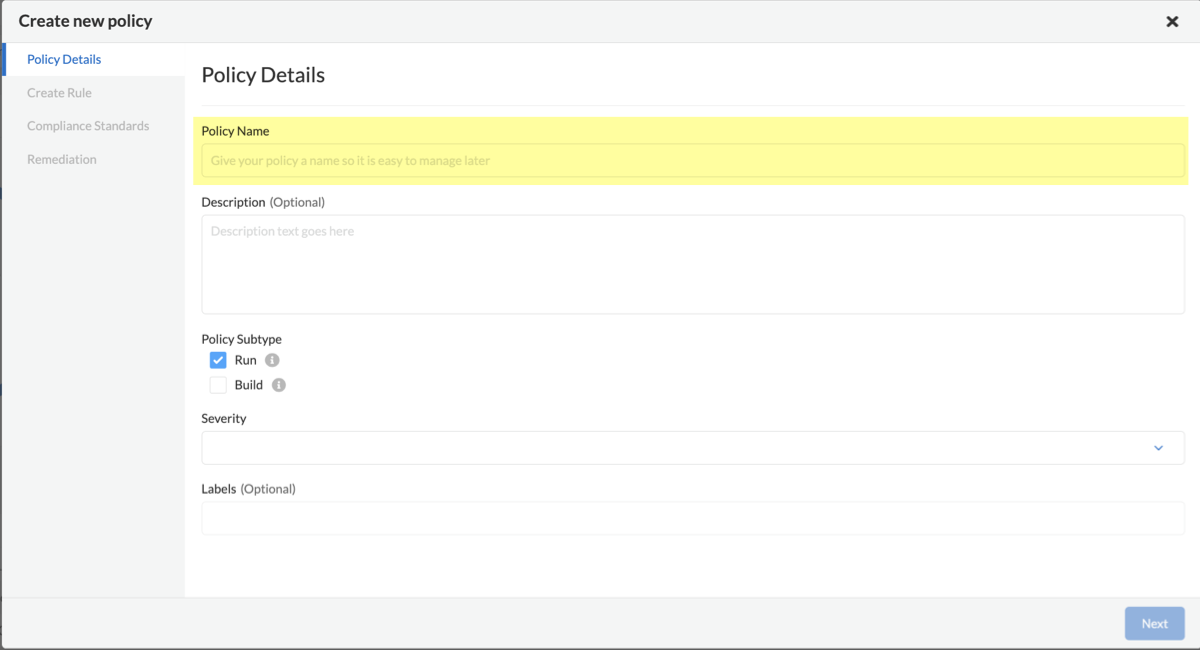 Create new policy
Policy Details
Create Rule
Compliance Standards
Remediation
Policy Details
Policy Name
Give your policy a name so it is easy to manage later
Description (Optional)
Description text goes here
Policy Subtype
Run
Build
Severity
Labels (Optional)
Next